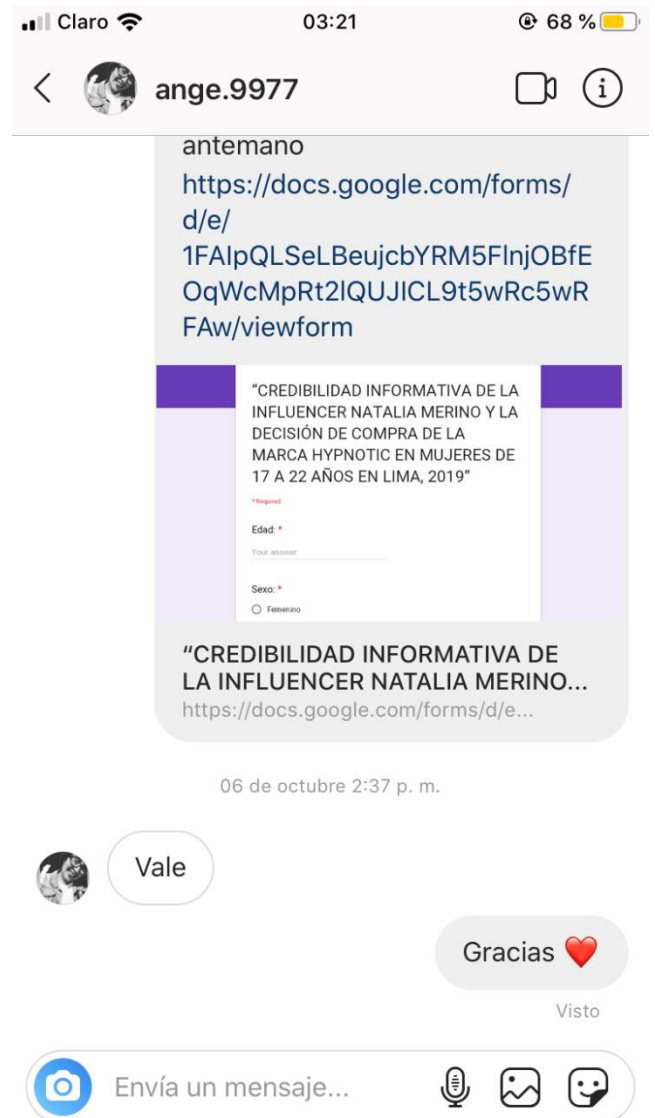 Claro
03:21
68 %
ange.9977
antemano
https://docs.google.com/forms/
d/e/
1FAIpQLSeLBeujcbYRM5FlnjOBfE
OqWcMpRt2lQUJICL9t5wRc5wR
FAw/viewform
“CREDIBILIDAD INFORMATIVA DE LA
INFLUENCER NATALIA MERINO Y LA
DECISIÓN DE COMPRA DE LA
MARCA HYPNOTIC EN MUJERES DE
17 A 22 AÑOS EN LIMA, 2019”
*Required
Edad: *
Your answer
Sexo: *
Femenino
“CREDIBILIDAD INFORMATIVA DE
LA INFLUENCER NATALIA MERINO...
https://docs.google.com/forms/d/e...
06 de octubre 2:37 p. m.
Vale
Gracias ❤️
Visto
Envía un mensaje...